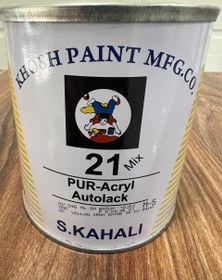 KHOSH PAINT MFG.CO.
21 Mix
PUR-Acryl
Autolack
M-S
S.KAHALI